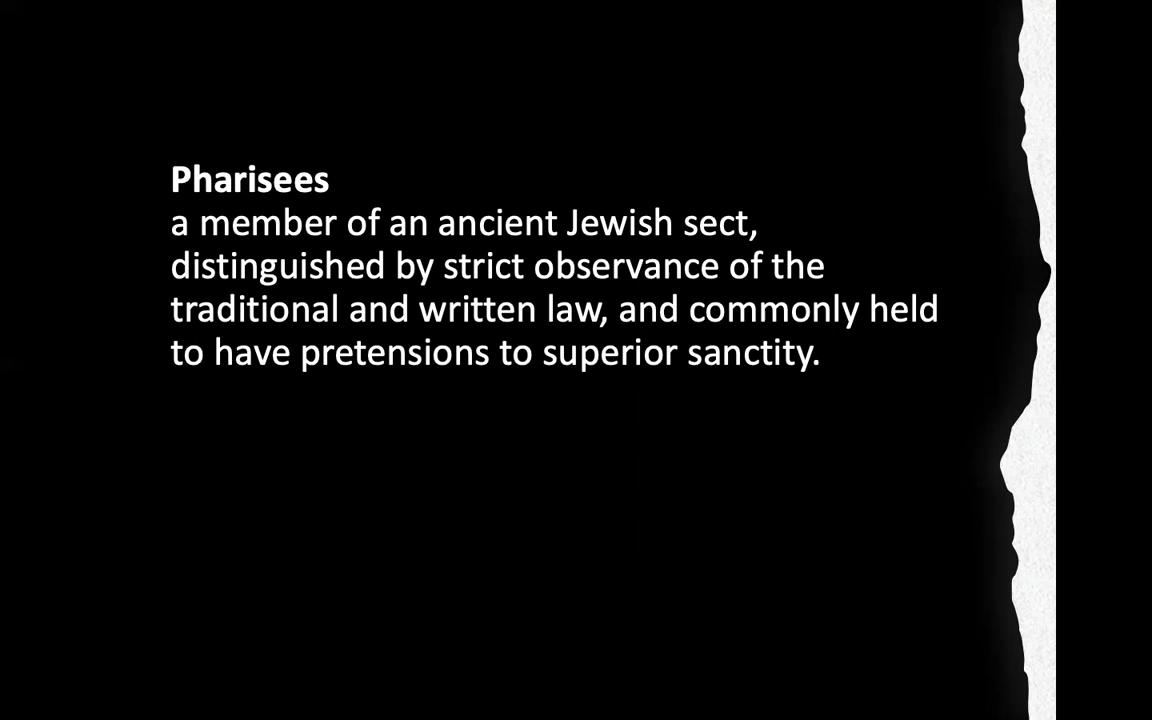 Pharisees
a member of an ancient Jewish sect,
distinguished by strict observance of the
traditional and written law, and commonly held
to have pretensions to superior sanctity.